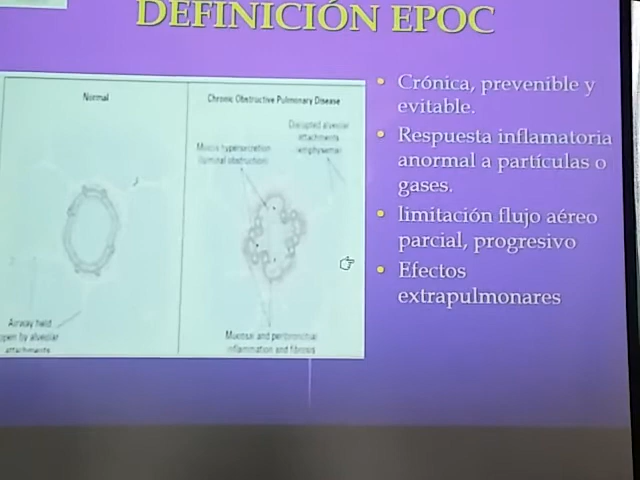 DEFINICIÓN EPOC
Normal
Chronic Obstructive Pulmonary Disease
Disrupted alveolar
attachments
(emphysema)
Mucus hypersecretion
(luminal obstruction)
Airway held
open by alveolar
attachments
Mucosal and peribronchial
inflammation and fibrosis
• Crónica, prevenible y
evitable.
• Respuesta inflamatoria
anormal a partículas o
gases.
• limitación flujo aéreo
parcial, progresivo
• Efectos
extrapulmonares